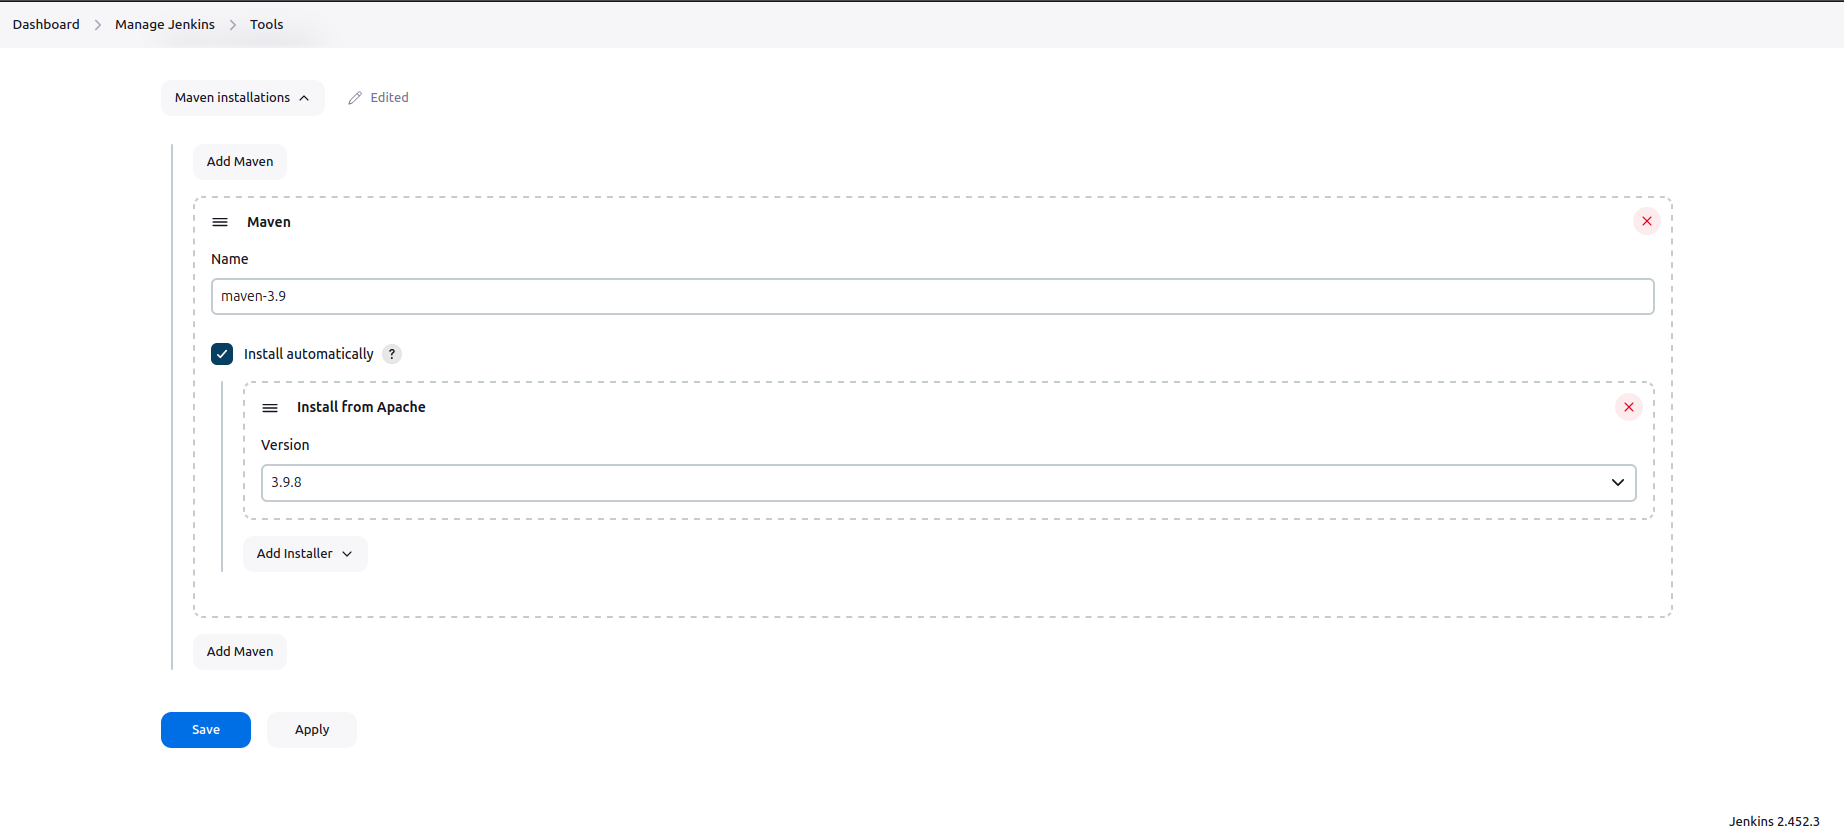 Dashboard > Manage Jenkins > Tools
Maven installations Edited
Add Maven
Maven
Name
maven-3.9
Install automatically ?
Install from Apache
Version
3.9.8
Add Installer
Add Maven
Save Apply
Jenkins 2.452.3